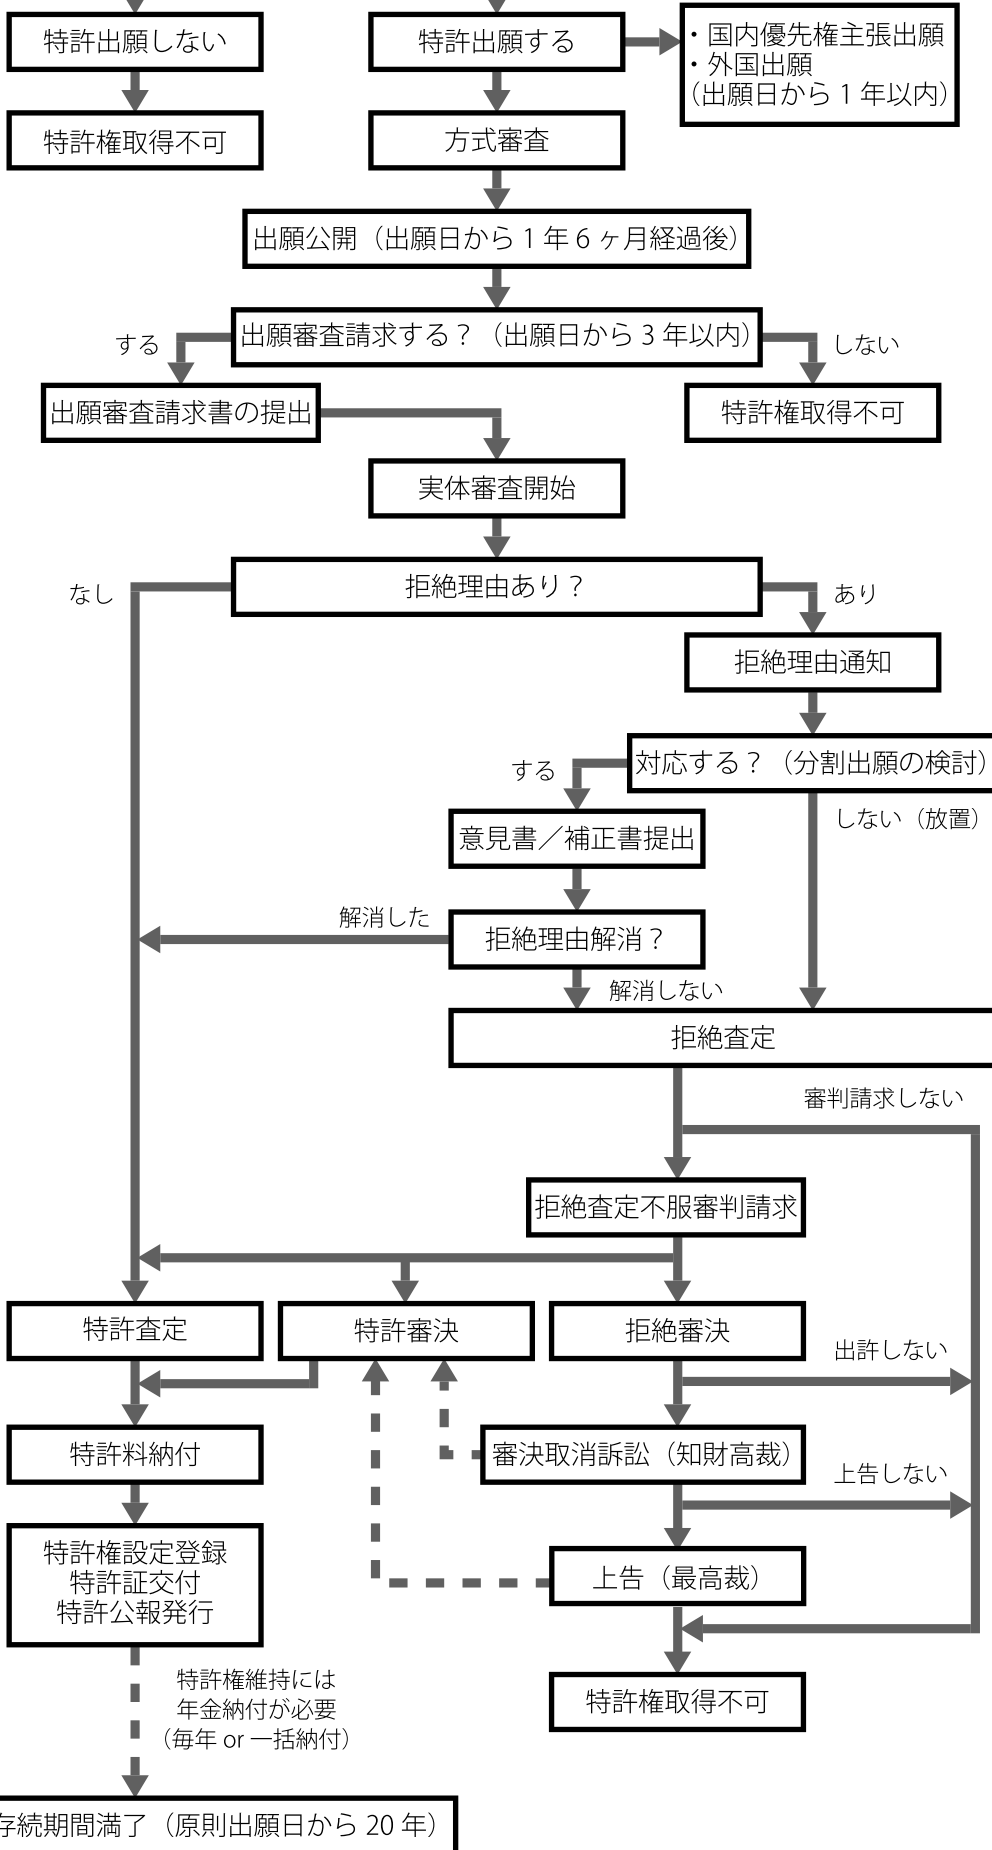 特許出願しない
特許出願する
・国内優先権主張出願
・外国出願
（出願日から 1 年以内）
特許権取得不可
方式審査
出願公開（出願日から 1 年 6 ヶ月経過後）
出願審査請求する？（出願日から 3 年以内）
する
しない
出願審査請求書の提出
特許権取得不可
実体審査開始
拒絶理由あり？
なし
あり
拒絶理由通知
対応する？（分割出願の検討）
する
しない（放置）
意見書／補正書提出
解消した
拒絶理由解消？
解消しない
拒絶査定
審判請求しない
拒絶査定不服審判請求
特許査定
特許審決
拒絶審決
出許しない
特許料納付
審決取消訴訟（知財高裁）
上告しない
特許権設定登録
特許証交付
特許公報発行
上告（最高裁）
特許権維持には
年金納付が必要
（毎年 or 一括納付）
特許権取得不可
存続期間満了（原則出願日から 20 年）